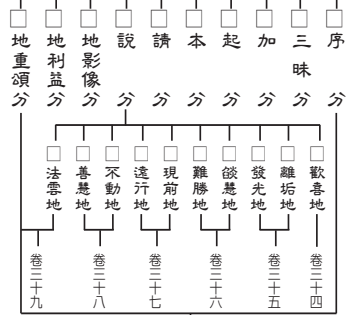 □序分
□三昧分
□加分
□起分
□本分
□請分
□說分
□地影像分
□地利益分
□地重頌分
□歡喜地
□離垢地
□發光地
□燄慧地
□難勝地
□現前地
□遠行地
□不動地
□善慧地
□法雲地
卷三十四
卷三十五
卷三十六
卷三十七
卷三十八
卷三十九